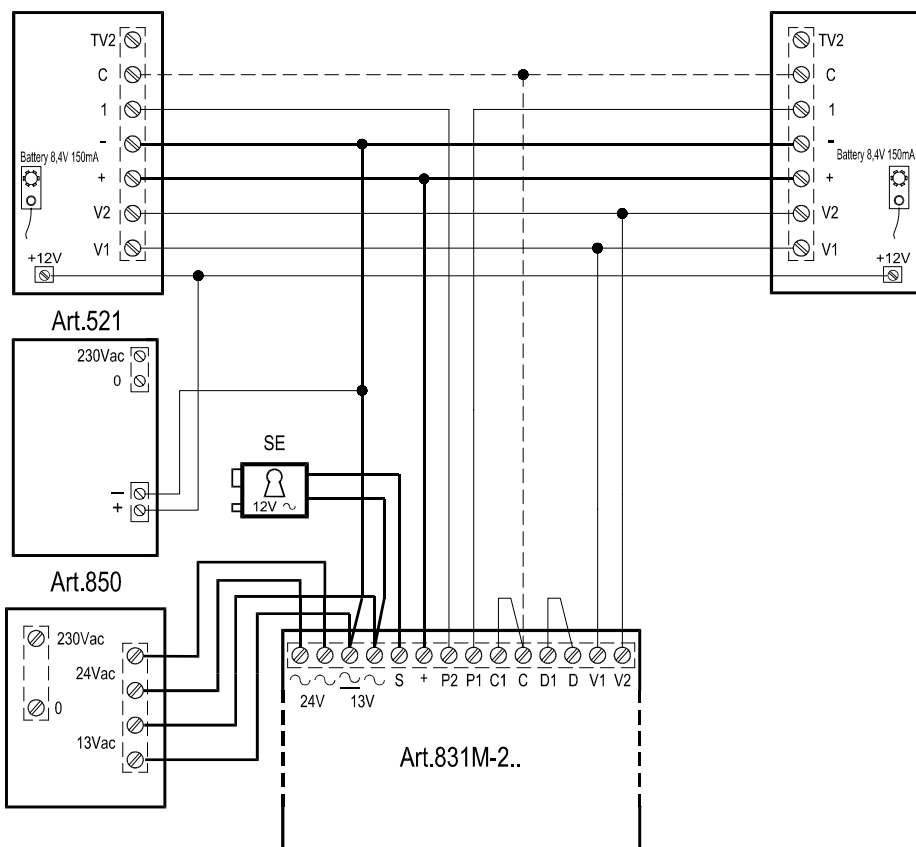 TV2
C
1
-
Battery 8,4V 150mA
+
V2
V1
+12V
TV2
C
1
-
Battery 8,4V 150mA
+
V2
V1
+12V
Art.521
230Vac
0
-
+
SE
12V ~
Art.850
230Vac
24Vac
0
13Vac
~ ~ ~ ~ S + P2 P1 C1 C D1 D V1 V2
24V 13V
Art.831M-2..